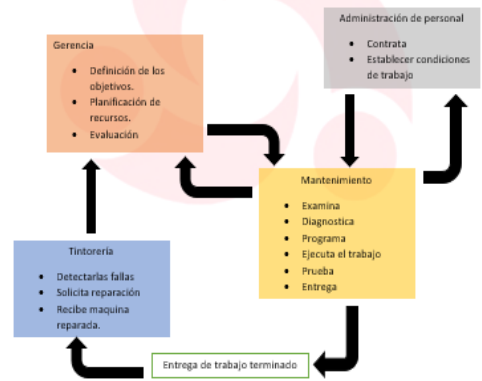 Administración de personal
• Contrata
• Establecer condiciones
de trabajo
Gerencia
• Definición de los
objetivos.
• Planificación de
recursos.
• Evaluación
Mantenimiento
• Examina
• Diagnostica
• Programa
• Ejecuta el trabajo
• Prueba
• Entrega
Tintorería
• Detectarlas fallas
• Solicita reparación
• Recibe maquina
reparada.
Entrega de trabajo terminado